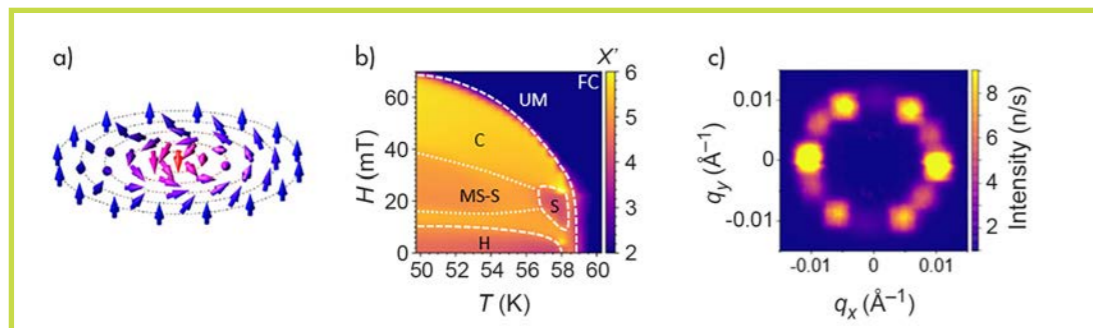 a)
b)
X'
6
5
4
3
2
60
40
20
0
H (mT)
FC
UM
C
MS-S
S
H
50 52 54 56 58 60
T (K)
c)
0.01
0
-0.01
qy (Å−1)
-0.01 0 0.01
qx (Å−1)
8
6
4
2
Intensity (n/s)